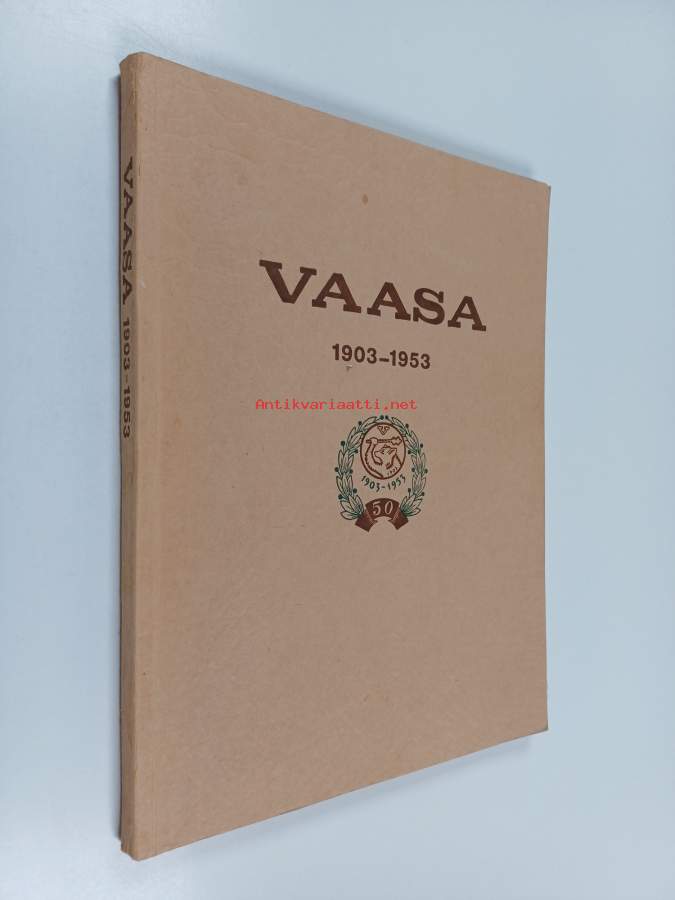 VAASA 1903-1953
VAASA
1903-1953
Antikvariaatti.net
1903-1953
50